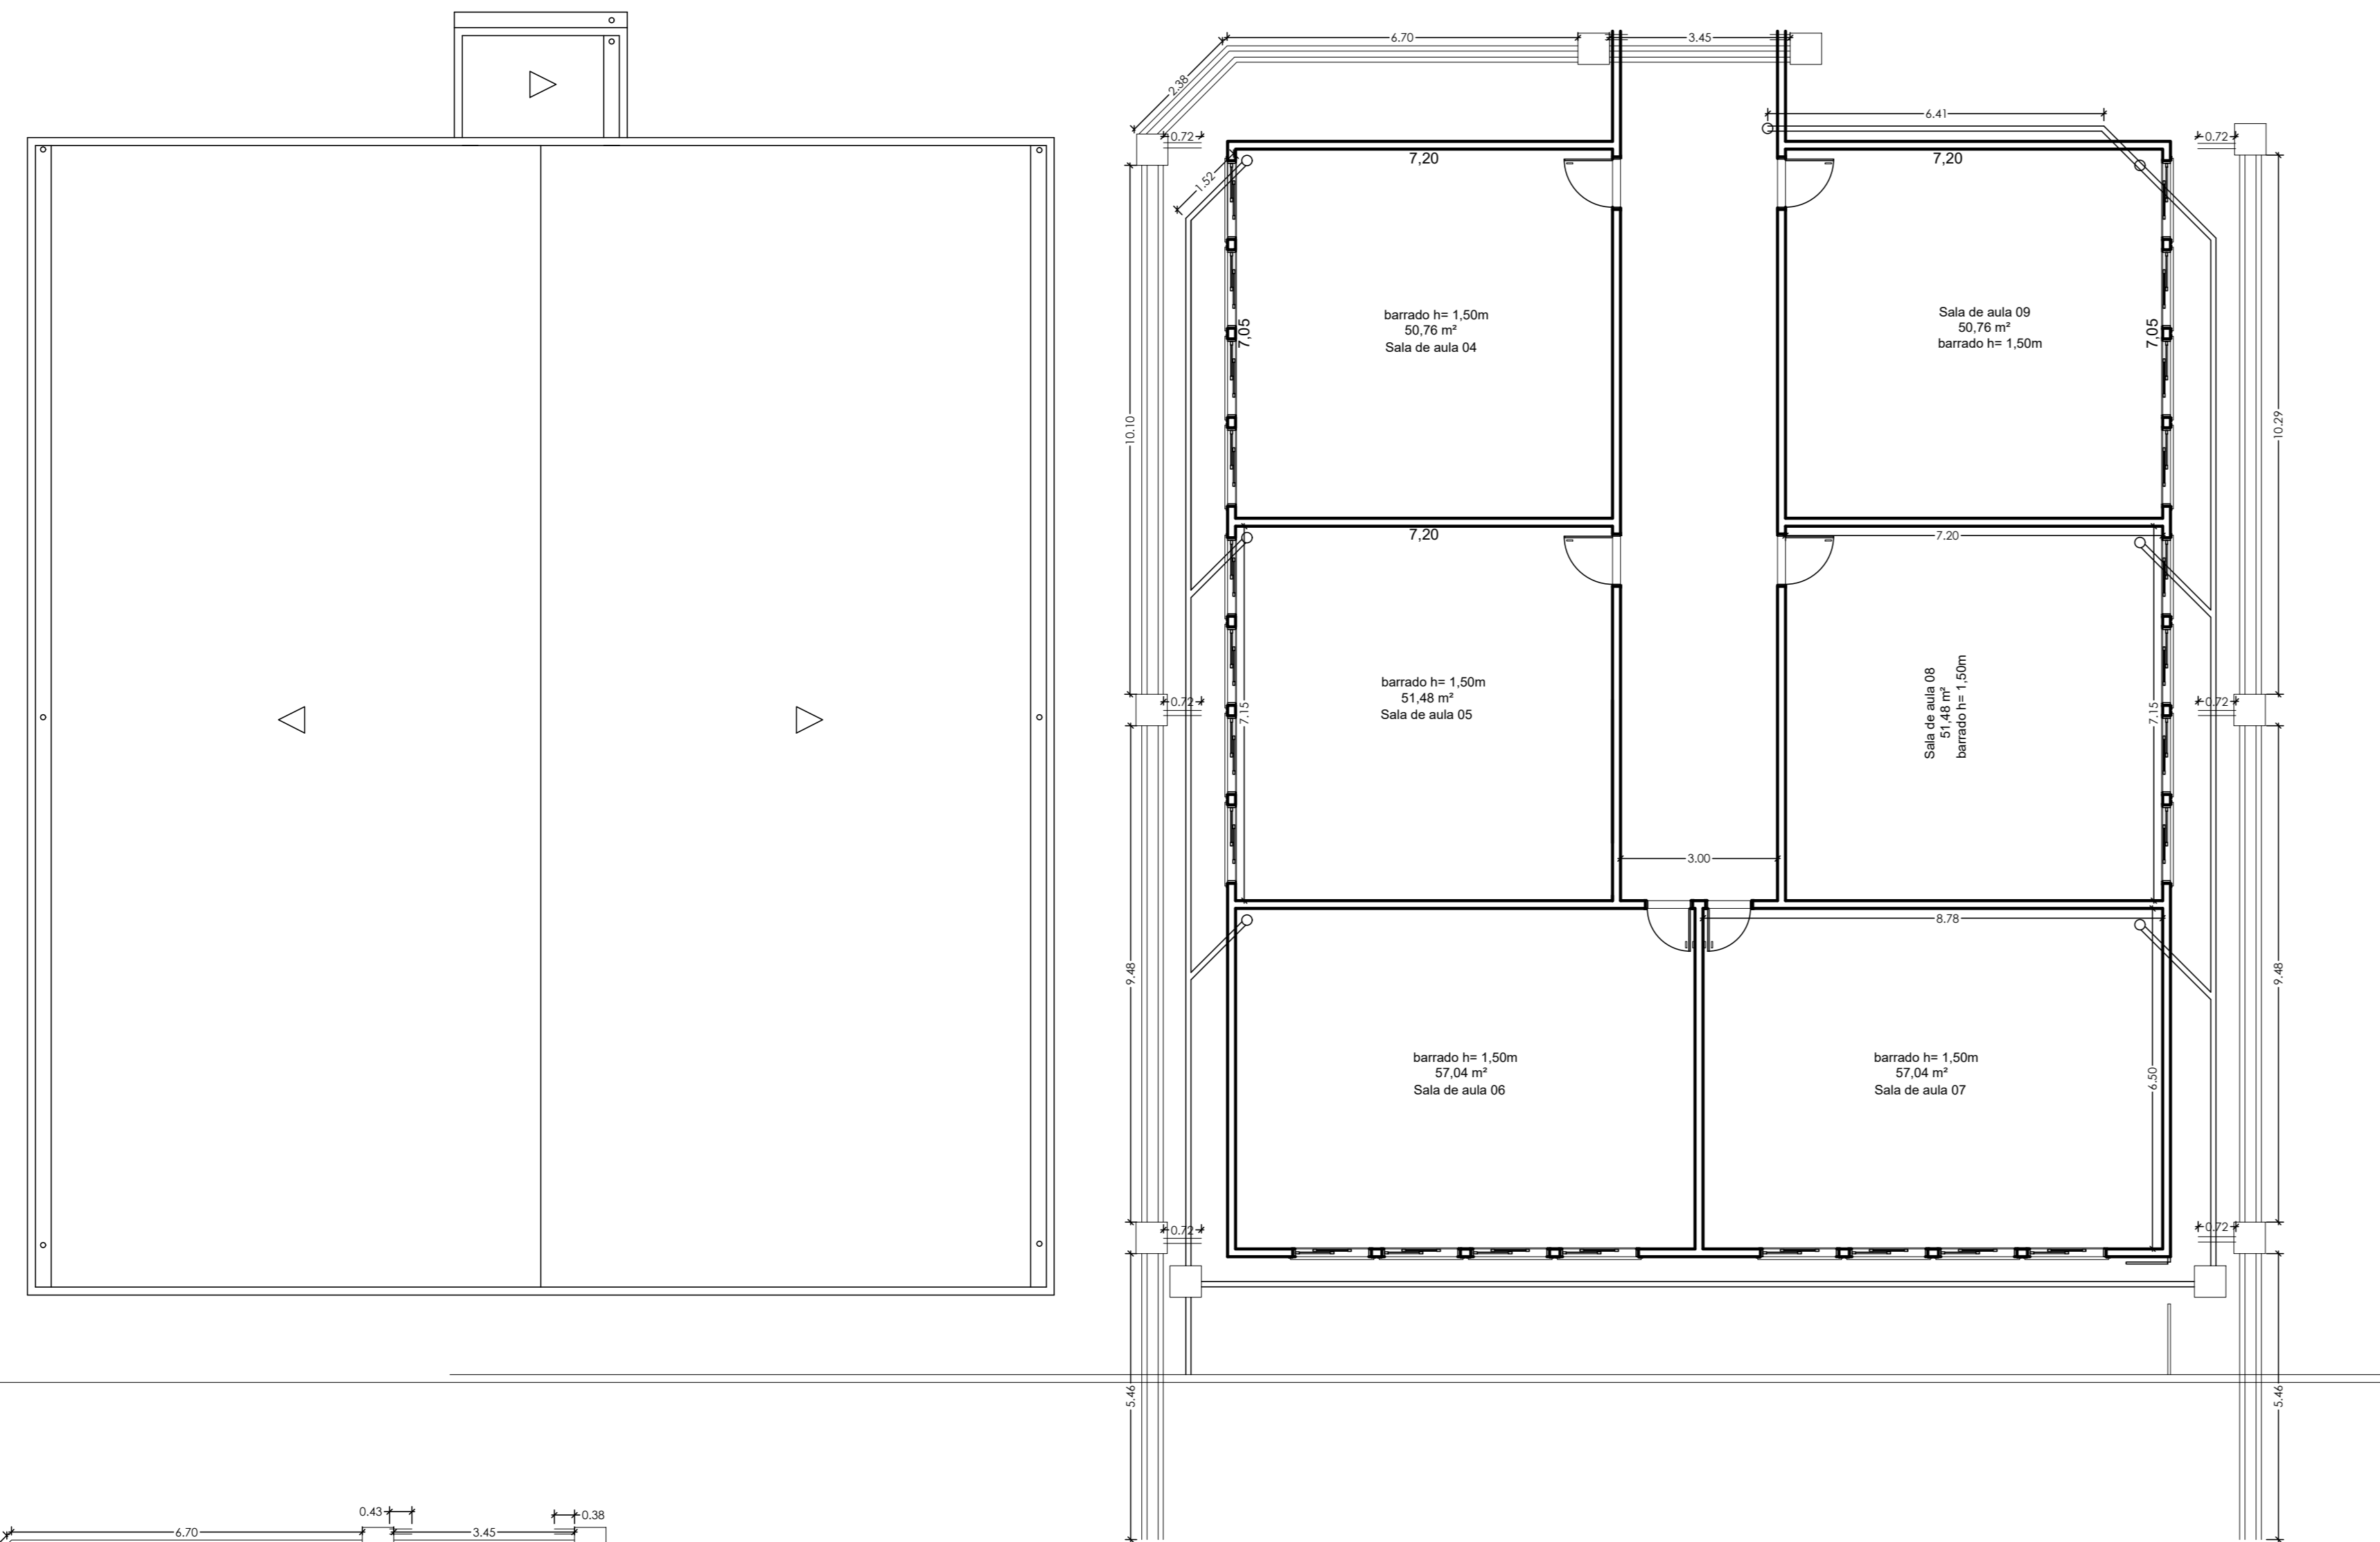 6.70
3.45
2.38
6.41
0.72
0.72
1.52
7,20
7,20
barrado h= 1,50m
50,76 m²
Sala de aula 04
7,05
Sala de aula 09
50,76 m²
barrado h= 1,50m
7,05
10.10
10.29
7,20
7.20
barrado h= 1,50m
51,48 m²
Sala de aula 05
7.15
Sala de aula 08
51,48 m²
barrado h= 1,50m
7.15
0.72
0.72
3.00
8.78
9.48
9.48
barrado h= 1,50m
57,04 m²
Sala de aula 06
barrado h= 1,50m
57,04 m²
Sala de aula 07
6.50
0.72
0.72
5.46
5.46
0.43
0.38
6.70
3.45